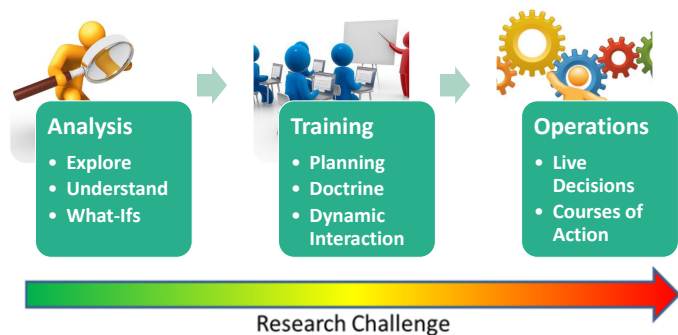 Analysis
• Explore
• Understand
• What-Ifs
Training
• Planning
• Doctrine
• Dynamic
Interaction
Operations
• Live
Decisions
• Courses of
Action
Research Challenge